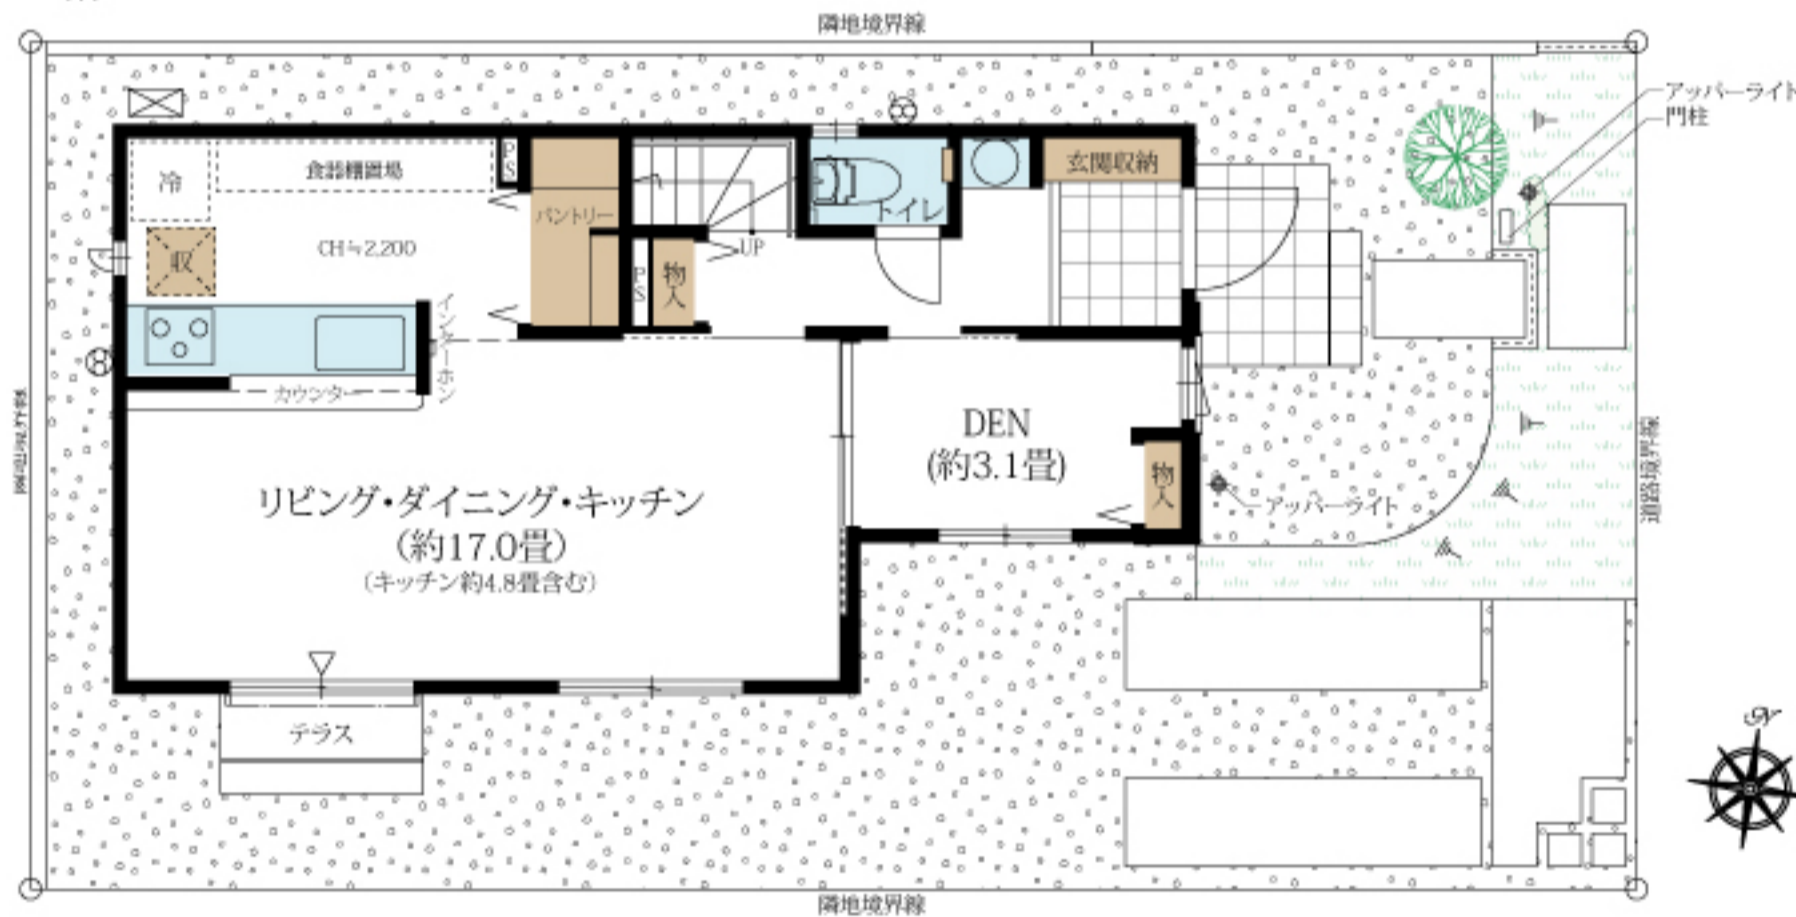 隣地境界線
アッパーライト
門柱
冷
食器棚置場
PS
パントリー
トイレ
玄関収納
収
CH≒2,200
UP
PS
物入
インターホン
カウンター
DEN
(約3.1畳)
物入
アッパーライト
道路境界線
リビング・ダイニング・キッチン
(約17.0畳)
(キッチン約4.8畳含む)
テラス
N
隣地境界線